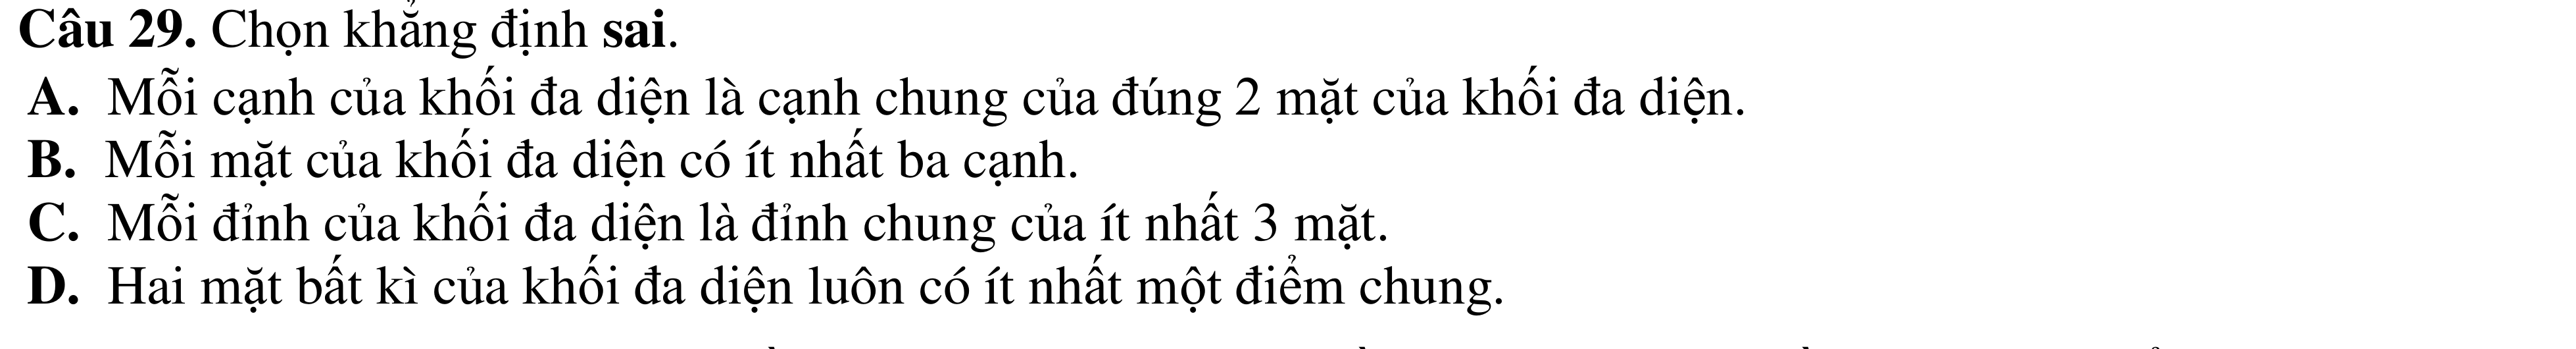 Câu 29. Chọn khẳng định sai.
A. Mỗi cạnh của khối đa diện là cạnh chung của đúng 2 mặt của khối đa diện.
B. Mỗi mặt của khối đa diện có ít nhất ba cạnh.
C. Mỗi đỉnh của khối đa diện là đỉnh chung của ít nhất 3 mặt.
D. Hai mặt bất kì của khối đa diện luôn có ít nhất một điểm chung.